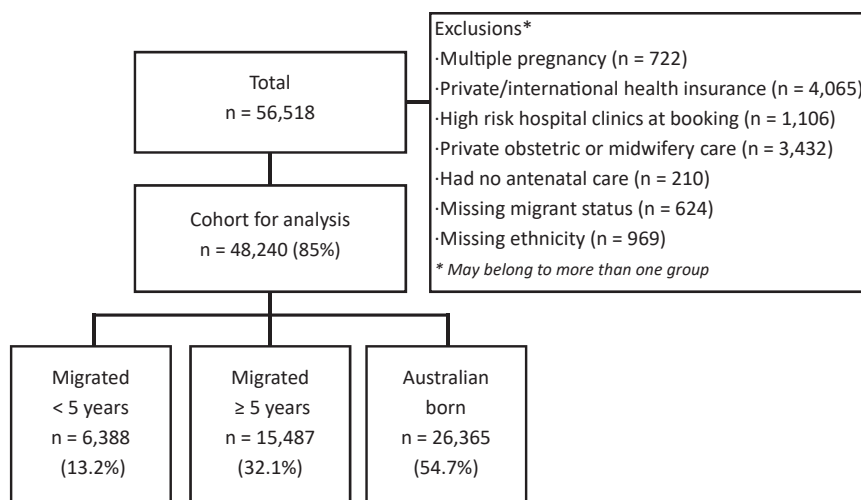 Total
n = 56,518
Exclusions*
·Multiple pregnancy (n = 722)
·Private/international health insurance (n = 4,065)
·High risk hospital clinics at booking (n = 1,106)
·Private obstetric or midwifery care (n = 3,432)
·Had no antenatal care (n = 210)
·Missing migrant status (n = 624)
·Missing ethnicity (n = 969)
* May belong to more than one group
Cohort for analysis
n = 48,240 (85%)
Migrated
< 5 years
n = 6,388
(13.2%)
Migrated
≥ 5 years
n = 15,487
(32.1%)
Australian
born
n = 26,365
(54.7%)